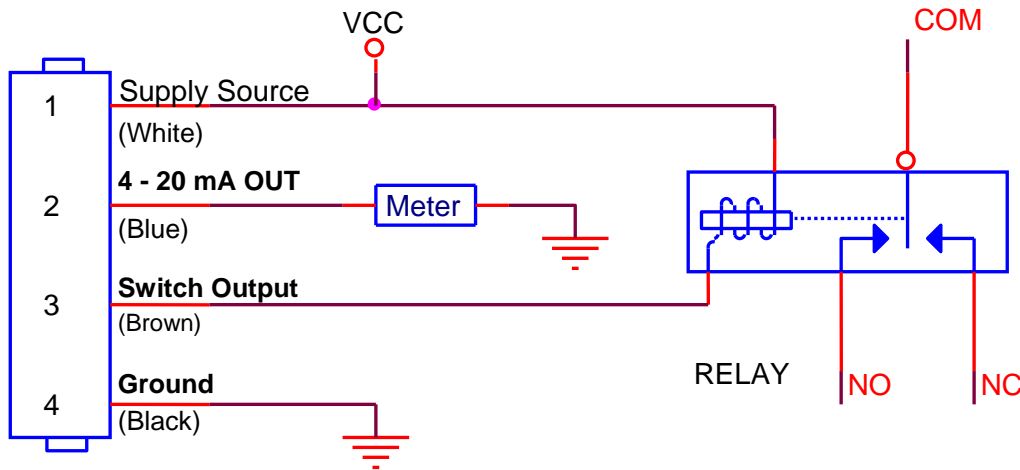 VCC
COM
1
Supply Source
(White)
4 - 20 mA OUT
2
Meter
(Blue)
Switch Output
3
(Brown)
RELAY
NO
NC
Ground
4
(Black)